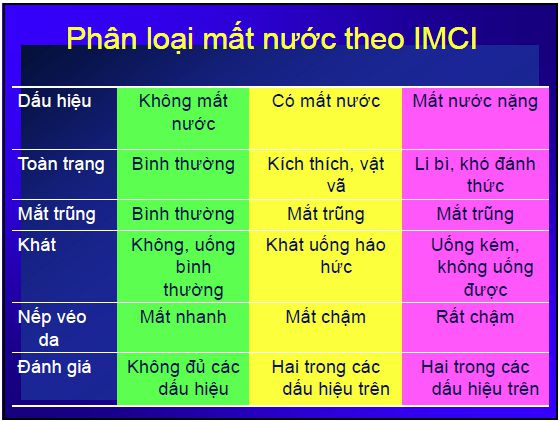 Phân loại mất nước theo IMCI
Dấu hiệu Không mất Có mất nước Mất nước nặng
nước
Toàn trạng Bình thường Kích thích, vật Li bì, khó đánh
vã thức
Mắt trũng Bình thường Mắt trũng Mắt trũng
Khát Không, uống Khát uống háo Uống kém,
bình hức không uống
thường được
Nếp véo Mất nhanh Mất chậm Rất chậm
da
Đánh giá Không đủ các Hai trong các Hai trong các
dấu hiệu dấu hiệu trên dấu hiệu trên